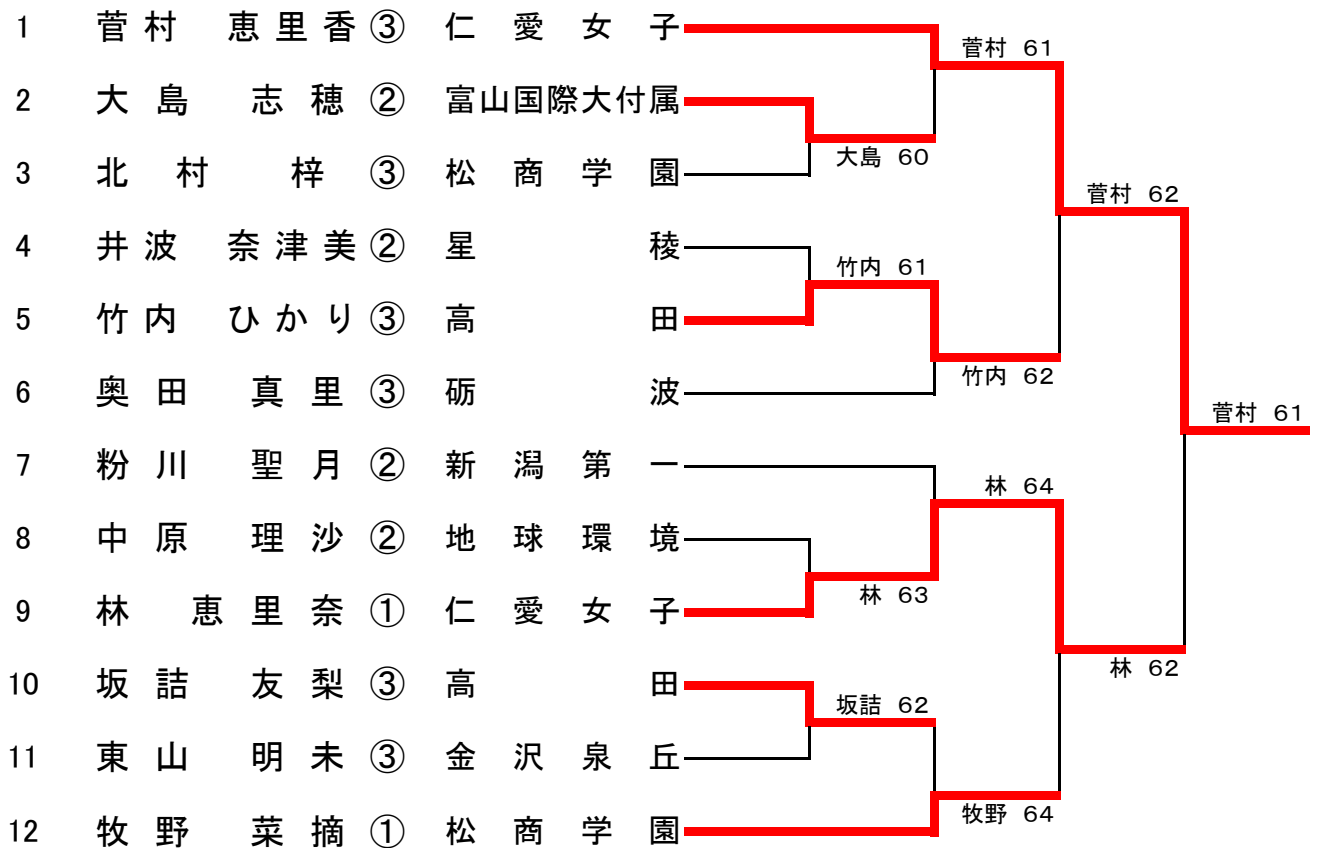 1 菅村 恵里香 ③ 仁愛女子
菅村 61
2 大島 志穂 ② 富山国際大付属
大島 60
3 北村 梓 ③ 松商学園
菅村 62
4 井波 奈津美 ② 星稜
竹内 61
5 竹内 ひかり ③ 高田
竹内 62
6 奥田 真里 ③ 砺波
菅村 61
7 粉川 聖月 ② 新潟第一
林 64
8 中原 理沙 ② 地球環境
林 63
9 林 恵里奈 ① 仁愛女子
林 62
10 坂詰 友梨 ③ 高田
坂詰 62
11 東山 明未 ③ 金沢泉丘
牧野 64
12 牧野 菜摘 ① 松商学園